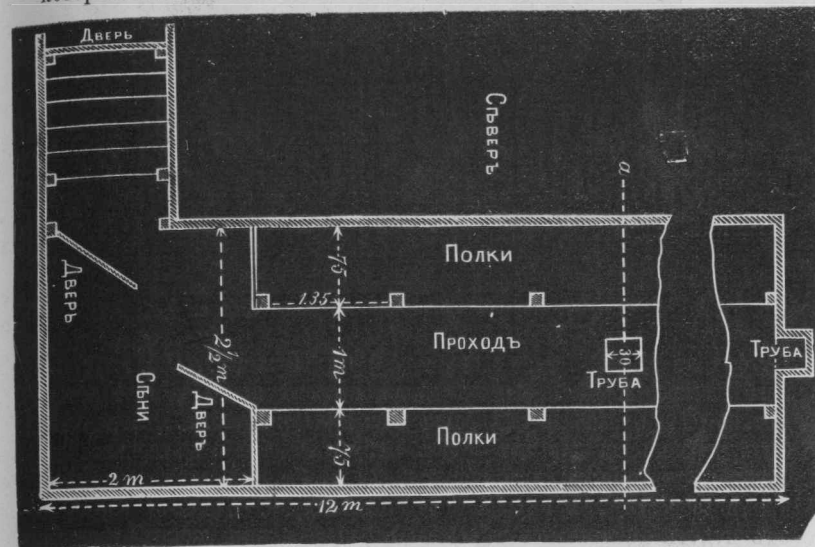 Дверь
Сѣверъ
a
Полки
75
1.35
Дверь
2½ m
1 m
Проходъ
30
Труба
Труба
Сѣни
Дверь
75
Полки
2 m
12 m